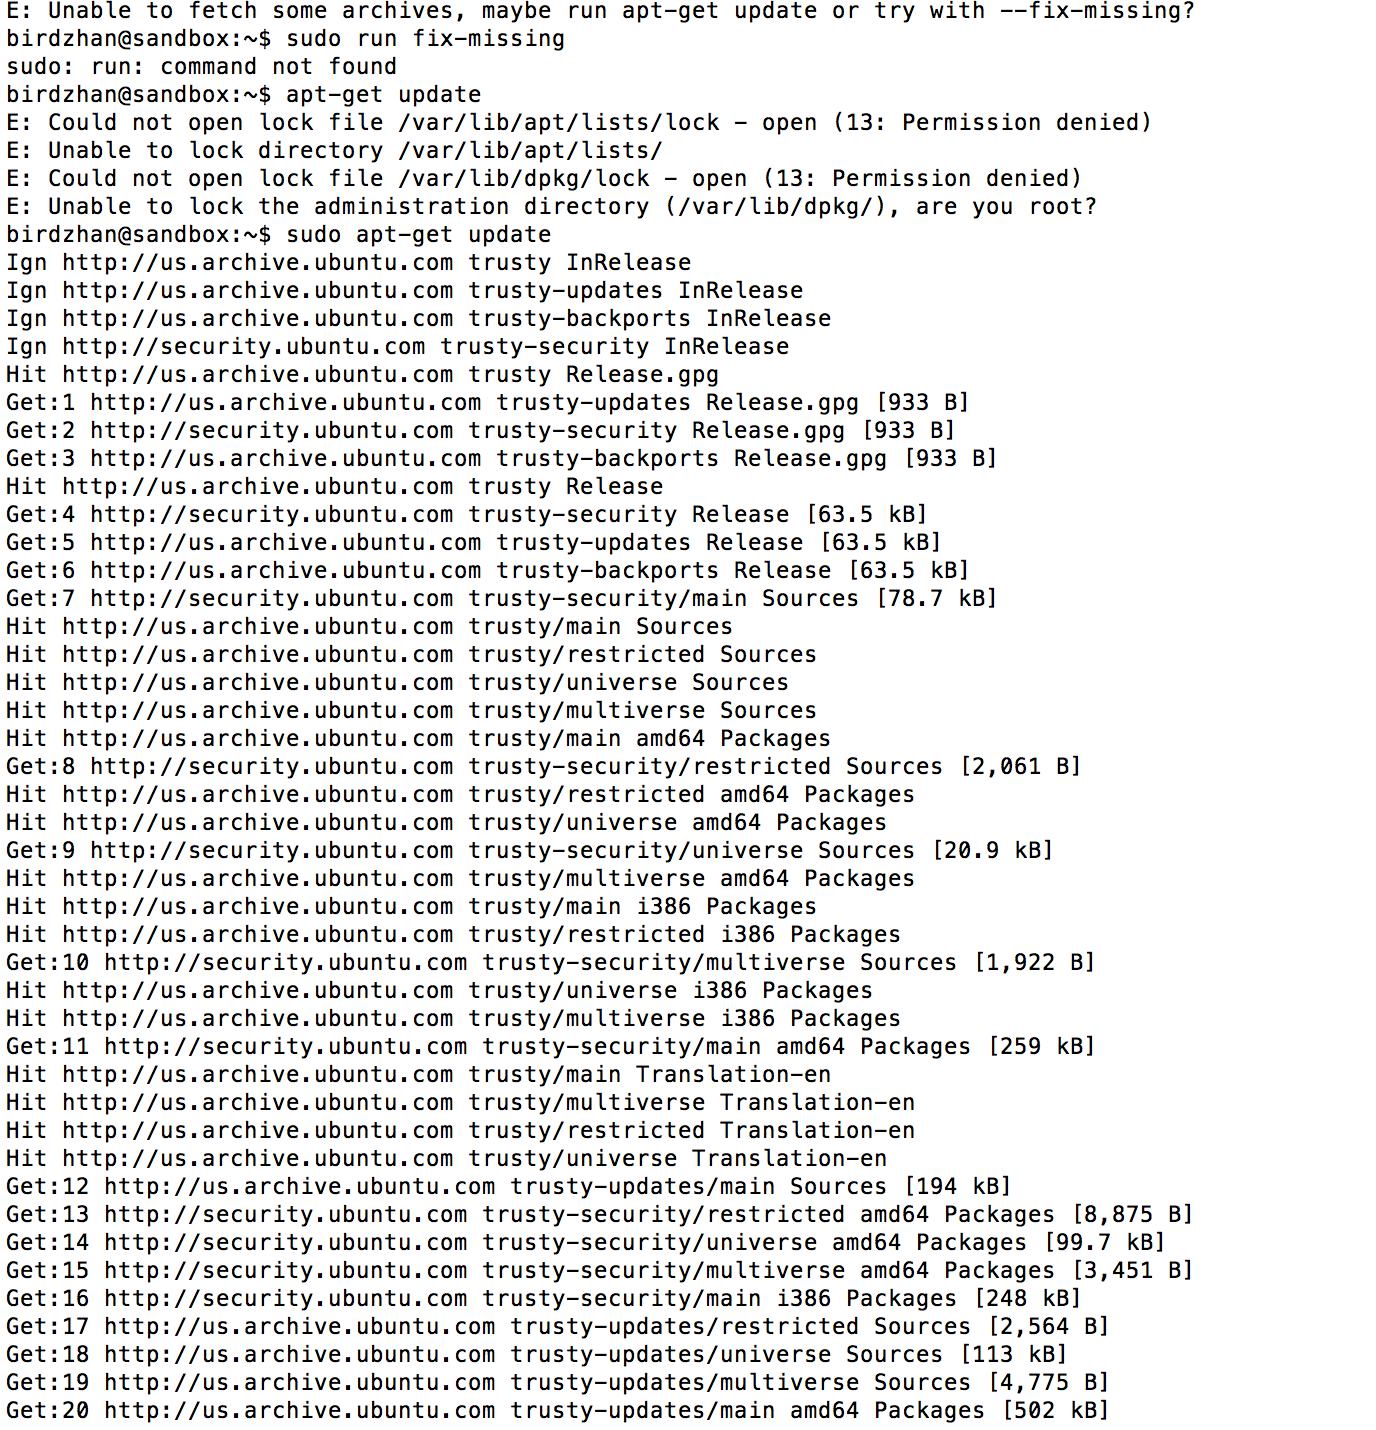 E: Unable to fetch some archives, maybe run apt-get update or try with --fix-missing?
birdzhan@sandbox:~$ sudo run fix-missing
sudo: run: command not found
birdzhan@sandbox:~$ apt-get update
E: Could not open lock file /var/lib/apt/lists/lock - open (13: Permission denied)
E: Unable to lock directory /var/lib/apt/lists/
E: Could not open lock file /var/lib/dpkg/lock - open (13: Permission denied)
E: Unable to lock the administration directory (/var/lib/dpkg/), are you root?
birdzhan@sandbox:~$ sudo apt-get update
Ign http://us.archive.ubuntu.com trusty InRelease
Ign http://us.archive.ubuntu.com trusty-updates InRelease
Ign http://us.archive.ubuntu.com trusty-backports InRelease
Ign http://security.ubuntu.com trusty-security InRelease
Hit http://us.archive.ubuntu.com trusty Release.gpg
Get:1 http://us.archive.ubuntu.com trusty-updates Release.gpg [933 B]
Get:2 http://security.ubuntu.com trusty-security Release.gpg [933 B]
Get:3 http://us.archive.ubuntu.com trusty-backports Release.gpg [933 B]
Hit http://us.archive.ubuntu.com trusty Release
Get:4 http://security.ubuntu.com trusty-security Release [63.5 kB]
Get:5 http://us.archive.ubuntu.com trusty-updates Release [63.5 kB]
Get:6 http://us.archive.ubuntu.com trusty-backports Release [63.5 kB]
Get:7 http://security.ubuntu.com trusty-security/main Sources [78.7 kB]
Hit http://us.archive.ubuntu.com trusty/main Sources
Hit http://us.archive.ubuntu.com trusty/restricted Sources
Hit http://us.archive.ubuntu.com trusty/universe Sources
Hit http://us.archive.ubuntu.com trusty/multiverse Sources
Hit http://us.archive.ubuntu.com trusty/main amd64 Packages
Get:8 http://security.ubuntu.com trusty-security/restricted Sources [2,061 B]
Hit http://us.archive.ubuntu.com trusty/restricted amd64 Packages
Hit http://us.archive.ubuntu.com trusty/universe amd64 Packages
Get:9 http://security.ubuntu.com trusty-security/universe Sources [20.9 kB]
Hit http://us.archive.ubuntu.com trusty/multiverse amd64 Packages
Hit http://us.archive.ubuntu.com trusty/main i386 Packages
Hit http://us.archive.ubuntu.com trusty/restricted i386 Packages
Get:10 http://security.ubuntu.com trusty-security/multiverse Sources [1,922 B]
Hit http://us.archive.ubuntu.com trusty/universe i386 Packages
Hit http://us.archive.ubuntu.com trusty/multiverse i386 Packages
Get:11 http://security.ubuntu.com trusty-security/main amd64 Packages [259 kB]
Hit http://us.archive.ubuntu.com trusty/main Translation-en
Hit http://us.archive.ubuntu.com trusty/multiverse Translation-en
Hit http://us.archive.ubuntu.com trusty/restricted Translation-en
Hit http://us.archive.ubuntu.com trusty/universe Translation-en
Get:12 http://us.archive.ubuntu.com trusty-updates/main Sources [194 kB]
Get:13 http://security.ubuntu.com trusty-security/restricted amd64 Packages [8,875 B]
Get:14 http://security.ubuntu.com trusty-security/universe amd64 Packages [99.7 kB]
Get:15 http://security.ubuntu.com trusty-security/multiverse amd64 Packages [3,451 B]
Get:16 http://security.ubuntu.com trusty-security/main i386 Packages [248 kB]
Get:17 http://us.archive.ubuntu.com trusty-updates/restricted Sources [2,564 B]
Get:18 http://us.archive.ubuntu.com trusty-updates/universe Sources [113 kB]
Get:19 http://us.archive.ubuntu.com trusty-updates/multiverse Sources [4,775 B]
Get:20 http://us.archive.ubuntu.com trusty-updates/main amd64 Packages [502 kB]